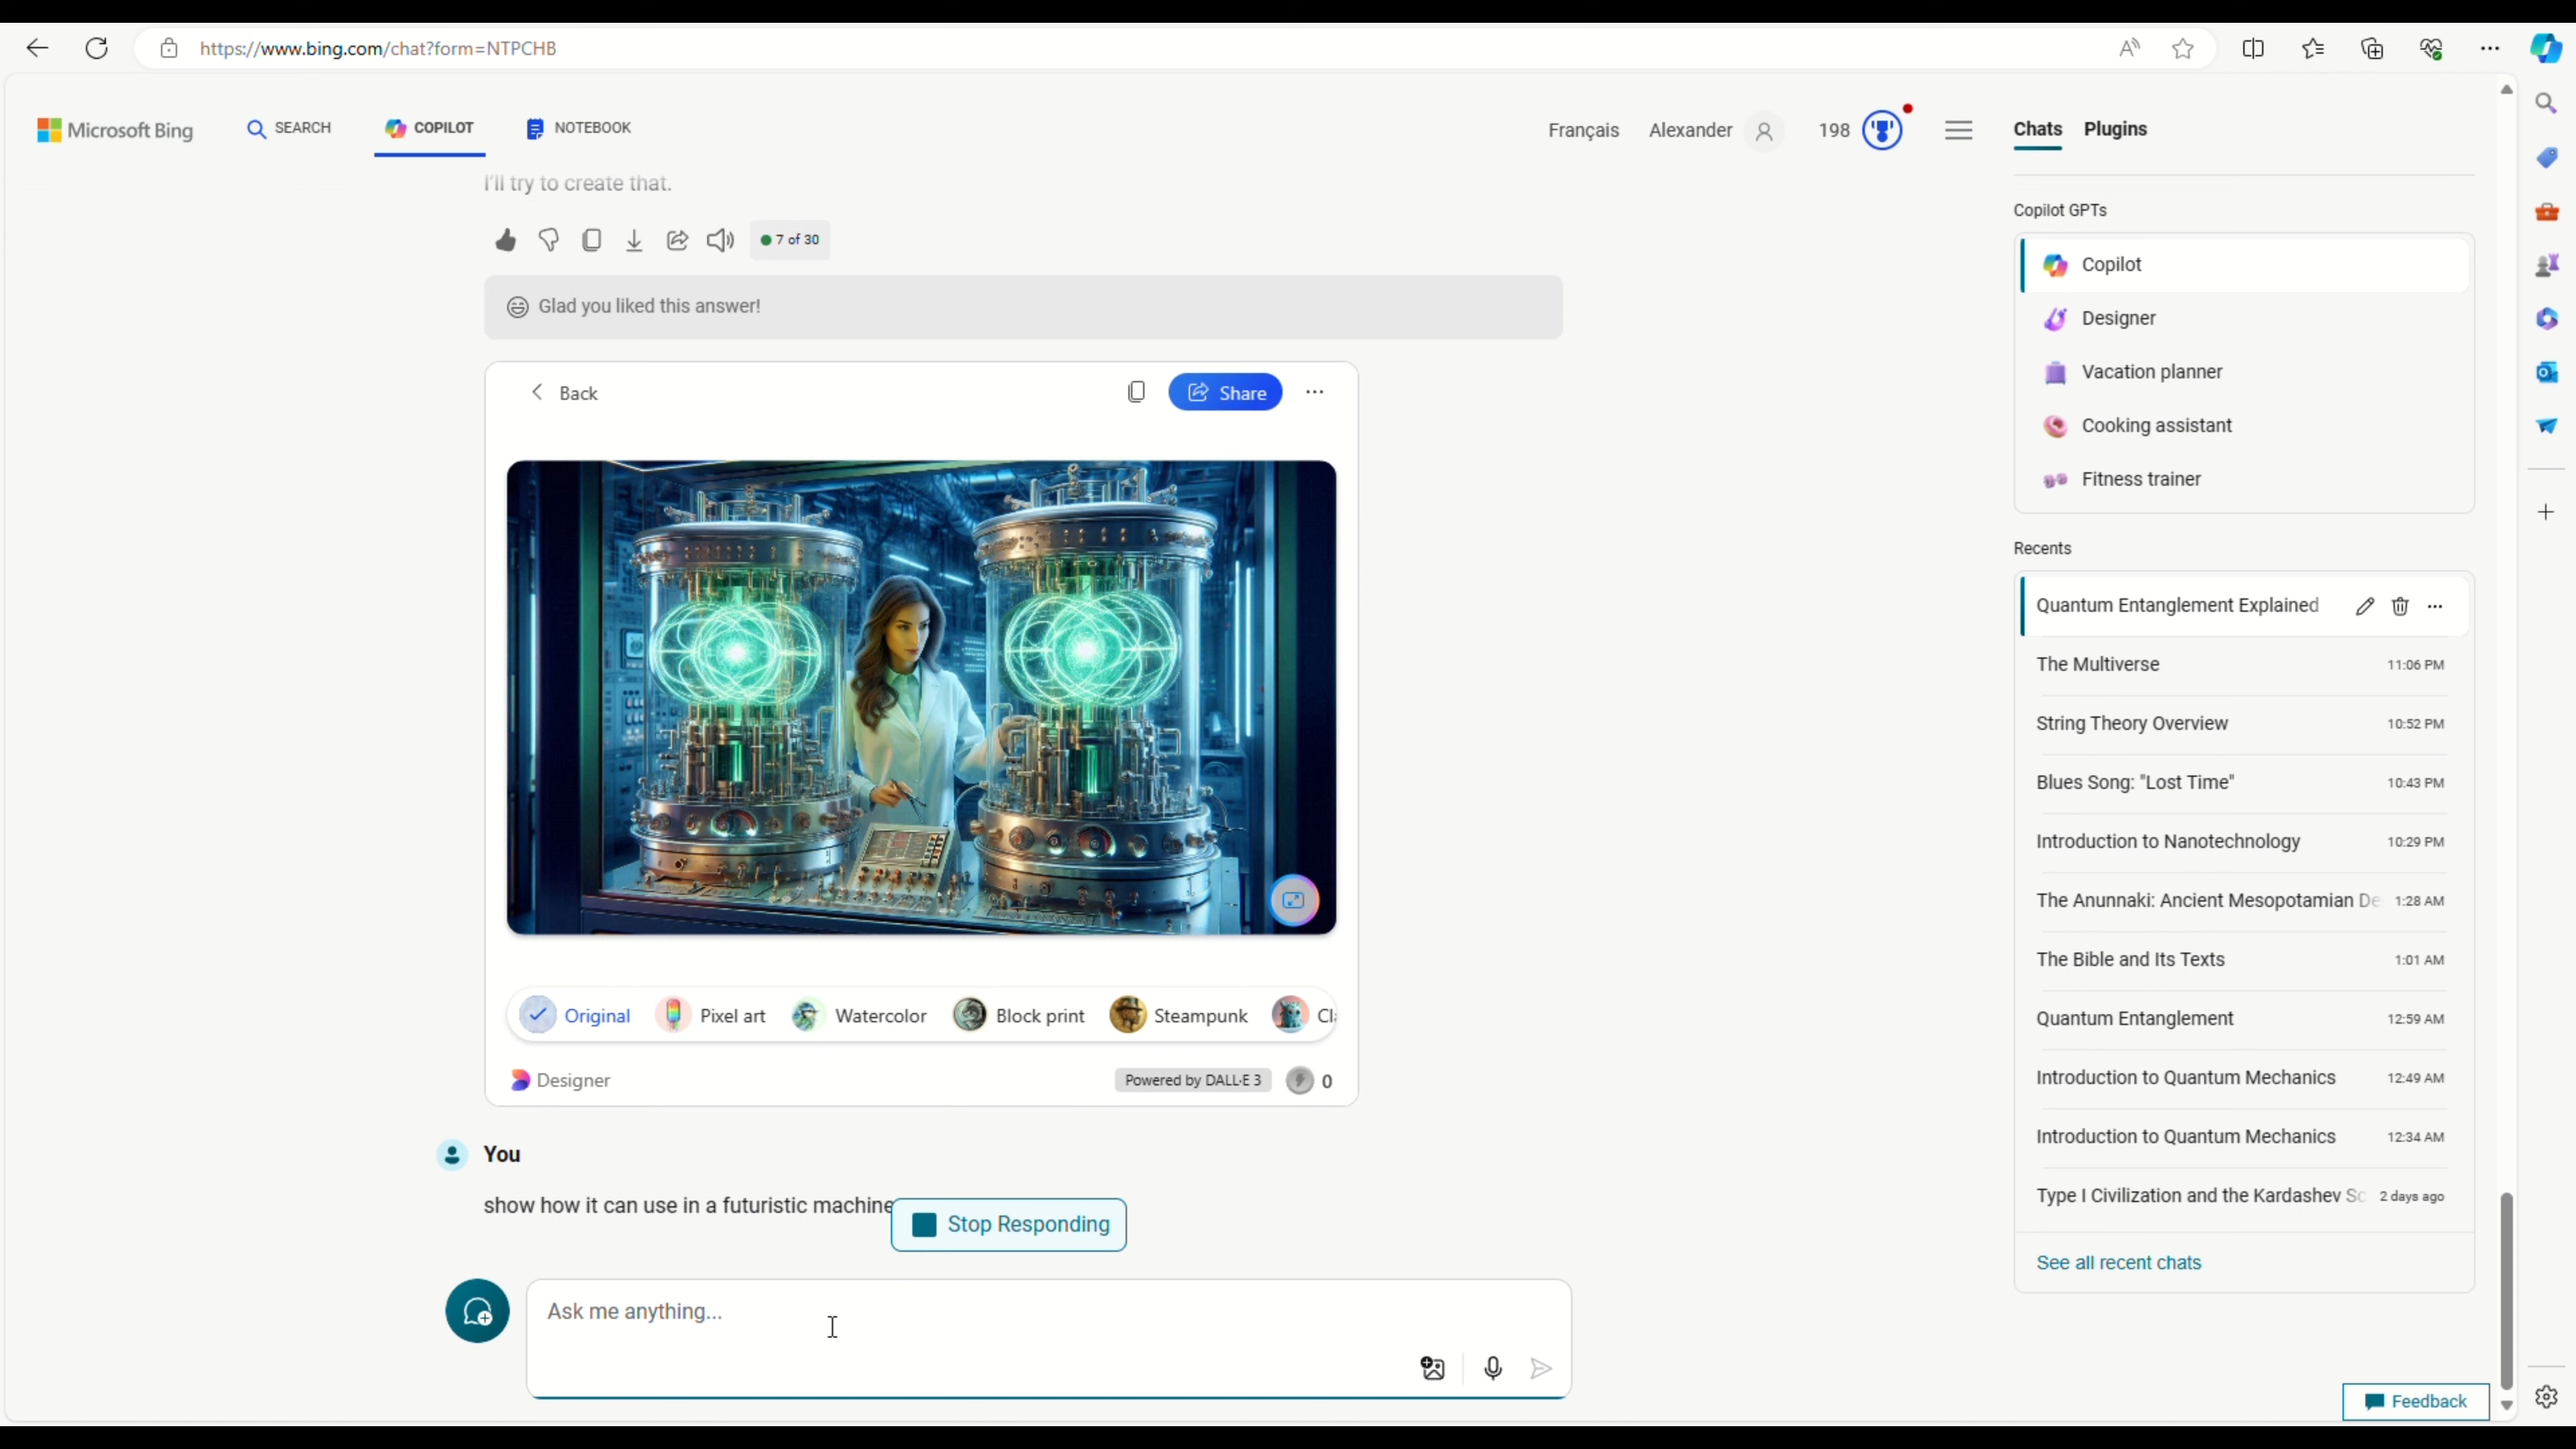 https://www.bing.com/chat?form=NTPCHB
Microsoft Bing
SEARCH
COPILOT
NOTEBOOK
Français
Alexander
198
Chats
Plugins
I'll try to create that.
7 of 30
Glad you liked this answer!
Back
Share
Original
Pixel art
Watercolor
Block print
Steampunk
Designer
Powered by DALL·E 3
0
You
show how it can use in a futuristic machine
Stop Responding
Ask me anything...
Copilot GPTs
Copilot
Designer
Vacation planner
Cooking assistant
Fitness trainer
Recents
Quantum Entanglement Explained
The Multiverse 11:06 PM
String Theory Overview 10:52 PM
Blues Song: "Lost Time" 10:43 PM
Introduction to Nanotechnology 10:29 PM
The Anunnaki: Ancient Mesopotamian De 1:28 AM
The Bible and Its Texts 1:01 AM
Quantum Entanglement 12:59 AM
Introduction to Quantum Mechanics 12:49 AM
Introduction to Quantum Mechanics 12:34 AM
Type I Civilization and the Kardashev Sc 2 days ago
See all recent chats
Feedback